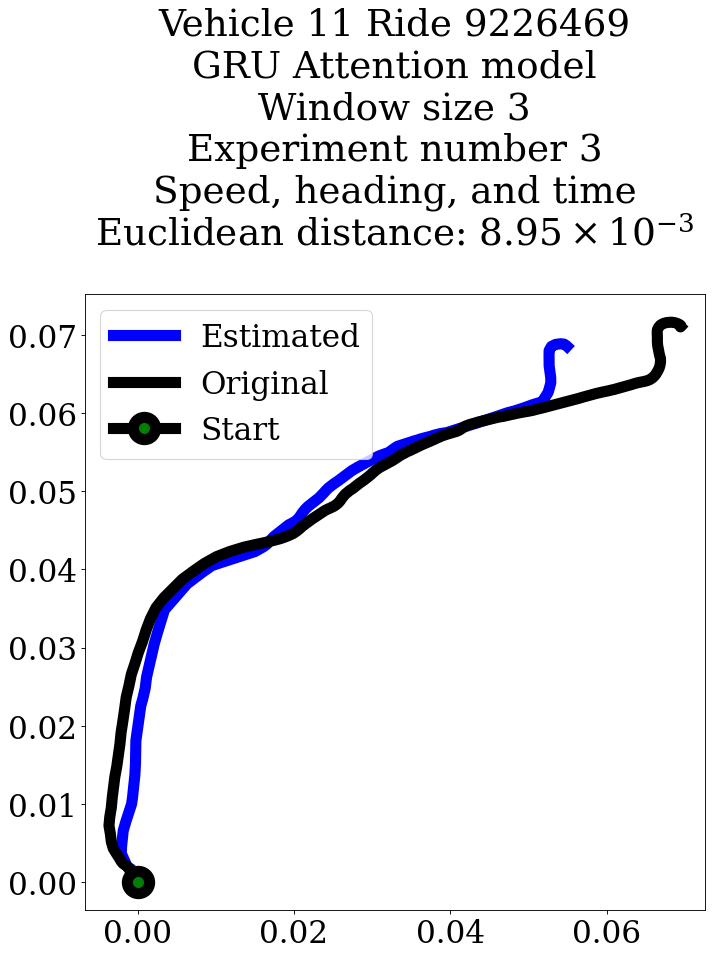 Vehicle 11 Ride 9226469
GRU Attention model
Window size 3
Experiment number 3
Speed, heading, and time
Euclidean distance: 8.95 × 10⁻³
Estimated
Original
Start
0.07
0.06
0.05
0.04
0.03
0.02
0.01
0.00
0.00 0.02 0.04 0.06